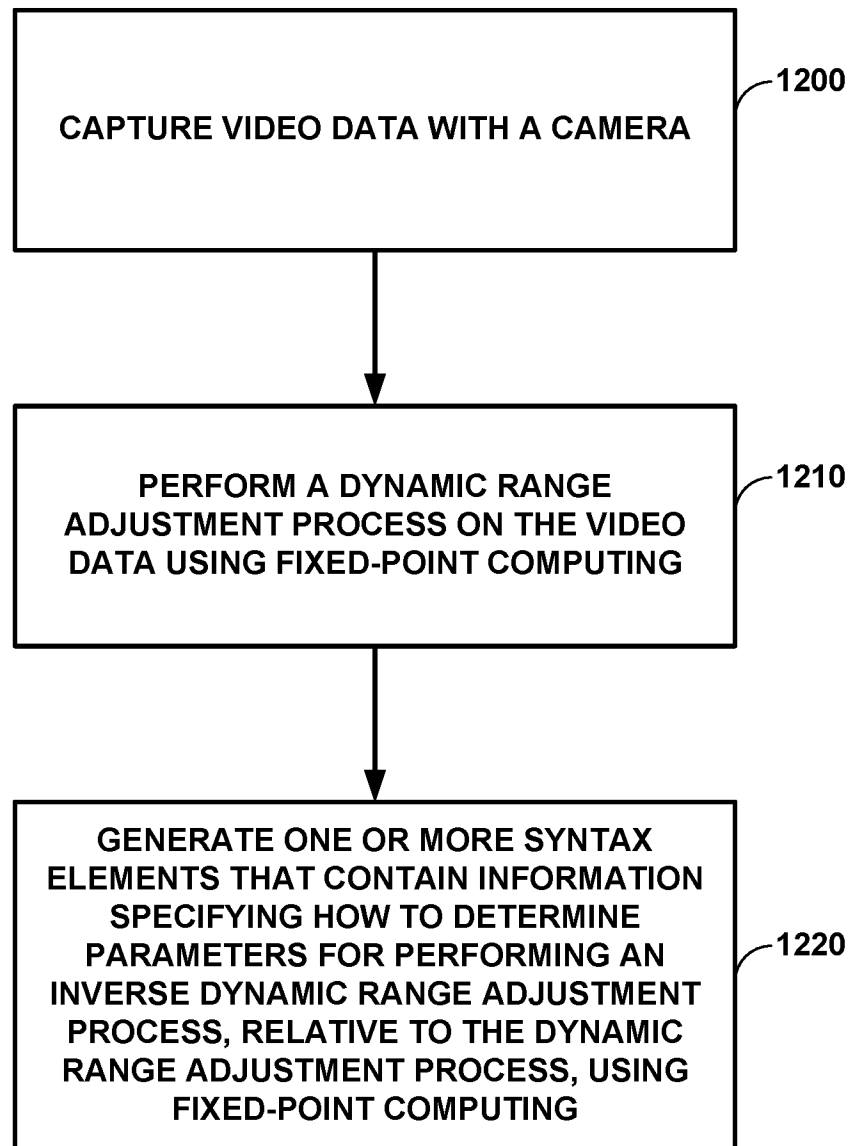 1200
CAPTURE VIDEO DATA WITH A CAMERA
1210
PERFORM A DYNAMIC RANGE
ADJUSTMENT PROCESS ON THE VIDEO
DATA USING FIXED-POINT COMPUTING
GENERATE ONE OR MORE SYNTAX
ELEMENTS THAT CONTAIN INFORMATION
SPECIFYING HOW TO DETERMINE
PARAMETERS FOR PERFORMING AN
1220
INVERSE DYNAMIC RANGE ADJUSTMENT
PROCESS, RELATIVE TO THE DYNAMIC
RANGE ADJUSTMENT PROCESS, USING
FIXED-POINT COMPUTING